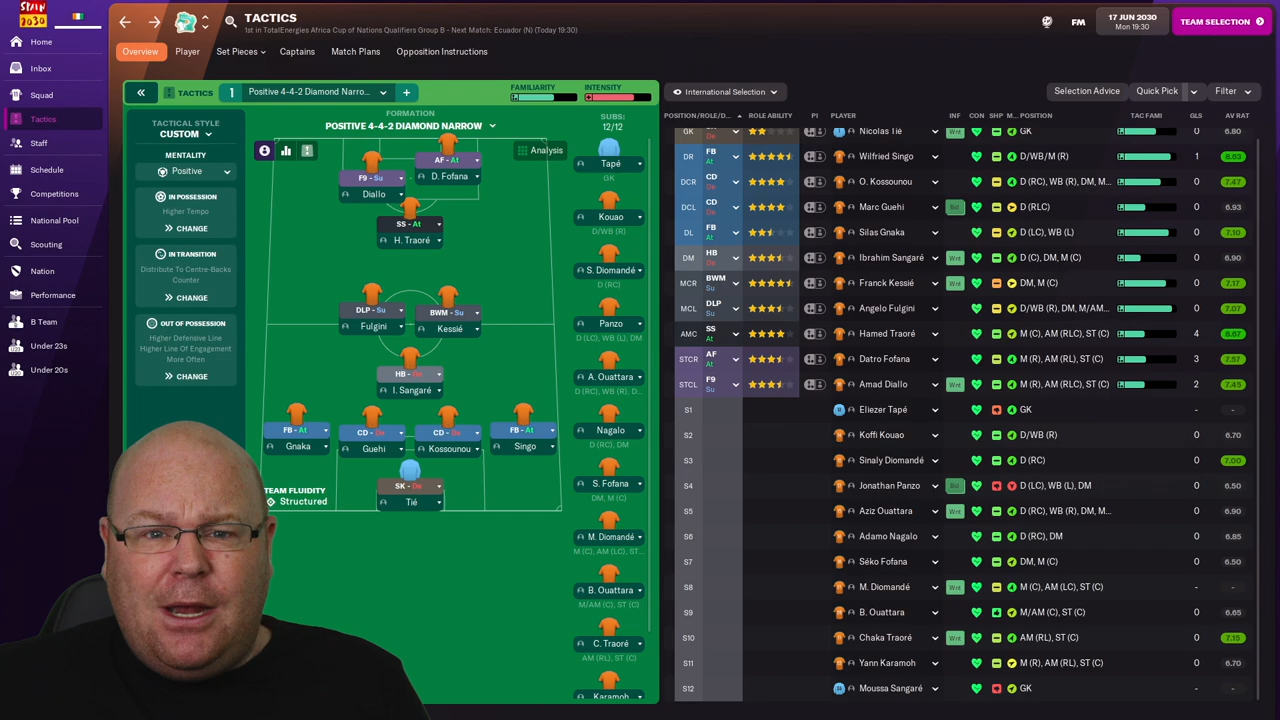 SPAIN
2030
TACTICS
1st in TotalEnergies Africa Cup of Nations Qualifiers Group B - Next Match: Ecuador (N) (Today 19:30)
FM
17 JUN 2030
Mon 19:30
TEAM SELECTION
Home
Inbox
Squad
Tactics
Staff
Schedule
Competitions
National Pool
Scouting
Nation
Performance
B Team
Under 23s
Under 20s
Overview
Player
Set Pieces
Captains
Match Plans
Opposition Instructions
TACTICS
1
Positive 4-4-2 Diamond Narro...
FAMILIARITY
INTENSITY
TACTICAL STYLE
CUSTOM
MENTALITY
Positive
IN POSSESSION
Higher Tempo
CHANGE
IN TRANSITION
Distribute To Centre-Backs
Counter
CHANGE
OUT OF POSSESSION
Higher Defensive Line
Higher Line Of Engagement
More Often
CHANGE
FORMATION
POSITIVE 4-4-2 DIAMOND NARROW
Analysis
AF - At
D. Fofana
F9 - Su
Diallo
SS - At
H. Traoré
DLP - Su
Fulgini
BWM - Su
Kessié
HB - De
I. Sangaré
FB - At
Gnaka
CD - De
Guehi
CD - De
Kossounou
FB - At
Singo
SK - De
Tié
TEAM FLUIDITY
Structured
SUBS:
12/12
Tapé
GK
Kouao
D/WB (R)
S. Diomandé
D (RC)
Panzo
D (LC), WB (L), DM
A. Ouattara
D (RC), WB (R), D...
Nagalo
D (RC), DM
S. Fofana
DM, M (C)
M. Diomandé
M (C), AM (LC), ST...
B. Ouattara
M/AM (C), ST (C)
C. Traoré
AM (RL), ST (C)
Karamoh
International Selection
Selection Advice
Quick Pick
Filter
POSITION/ROLE/D...
ROLE ABILITY
PI
PLAYER
INF
CON
SHP
M...
POSITION
TAC FAMI
GLS
AV RAT
GK De Nicolas Tié GK 0 6.80
DR FB At Wilfried Singo D/WB/M (R) 1 8.63
DCR CD De O. Kossounou D (RC), WB (R), DM, M... 0 7.47
DCL CD De Marc Guehi Bid D (RLC) 0 6.93
DL FB At Silas Gnaka D (LC), WB (L) 0 7.10
DM HB De Ibrahim Sangaré Wnt D (C), DM, M (C) 0 6.90
MCR BWM Su Franck Kessié Wnt DM, M (C) 0 7.17
MCL DLP Su Angelo Fulgini D/WB (R), DM, M/AM... 0 7.07
AMC SS At Hamed Traoré M (C), AM (RLC), ST (C) 4 8.67
STCR AF At Datro Fofana M (R), AM (RL), ST (C) 3 7.57
STCL F9 Su Amad Diallo Wnt M (R), AM (RLC), ST (C) 2 7.45
S1 Eliezer Tapé GK - -
S2 Koffi Kouao D/WB (R) 0 6.70
S3 Sinaly Diomandé D (RC) 0 7.00
S4 Jonathan Panzo Bid D (LC), WB (L), DM 0 6.50
S5 Aziz Ouattara Wnt D (RC), WB (R), DM, M... 0 6.90
S6 Adamo Nagalo D (RC), DM 0 6.85
S7 Séko Fofana DM, M (C) 0 6.50
S8 M. Diomandé Wnt M (C), AM (LC), ST (C) - -
S9 B. Ouattara M/AM (C), ST (C) 0 6.65
S10 Chaka Traoré Wnt AM (RL), ST (C) 0 7.15
S11 Yann Karamoh M (R), AM (RL), ST (C) 0 6.70
S12 Moussa Sangaré GK - -